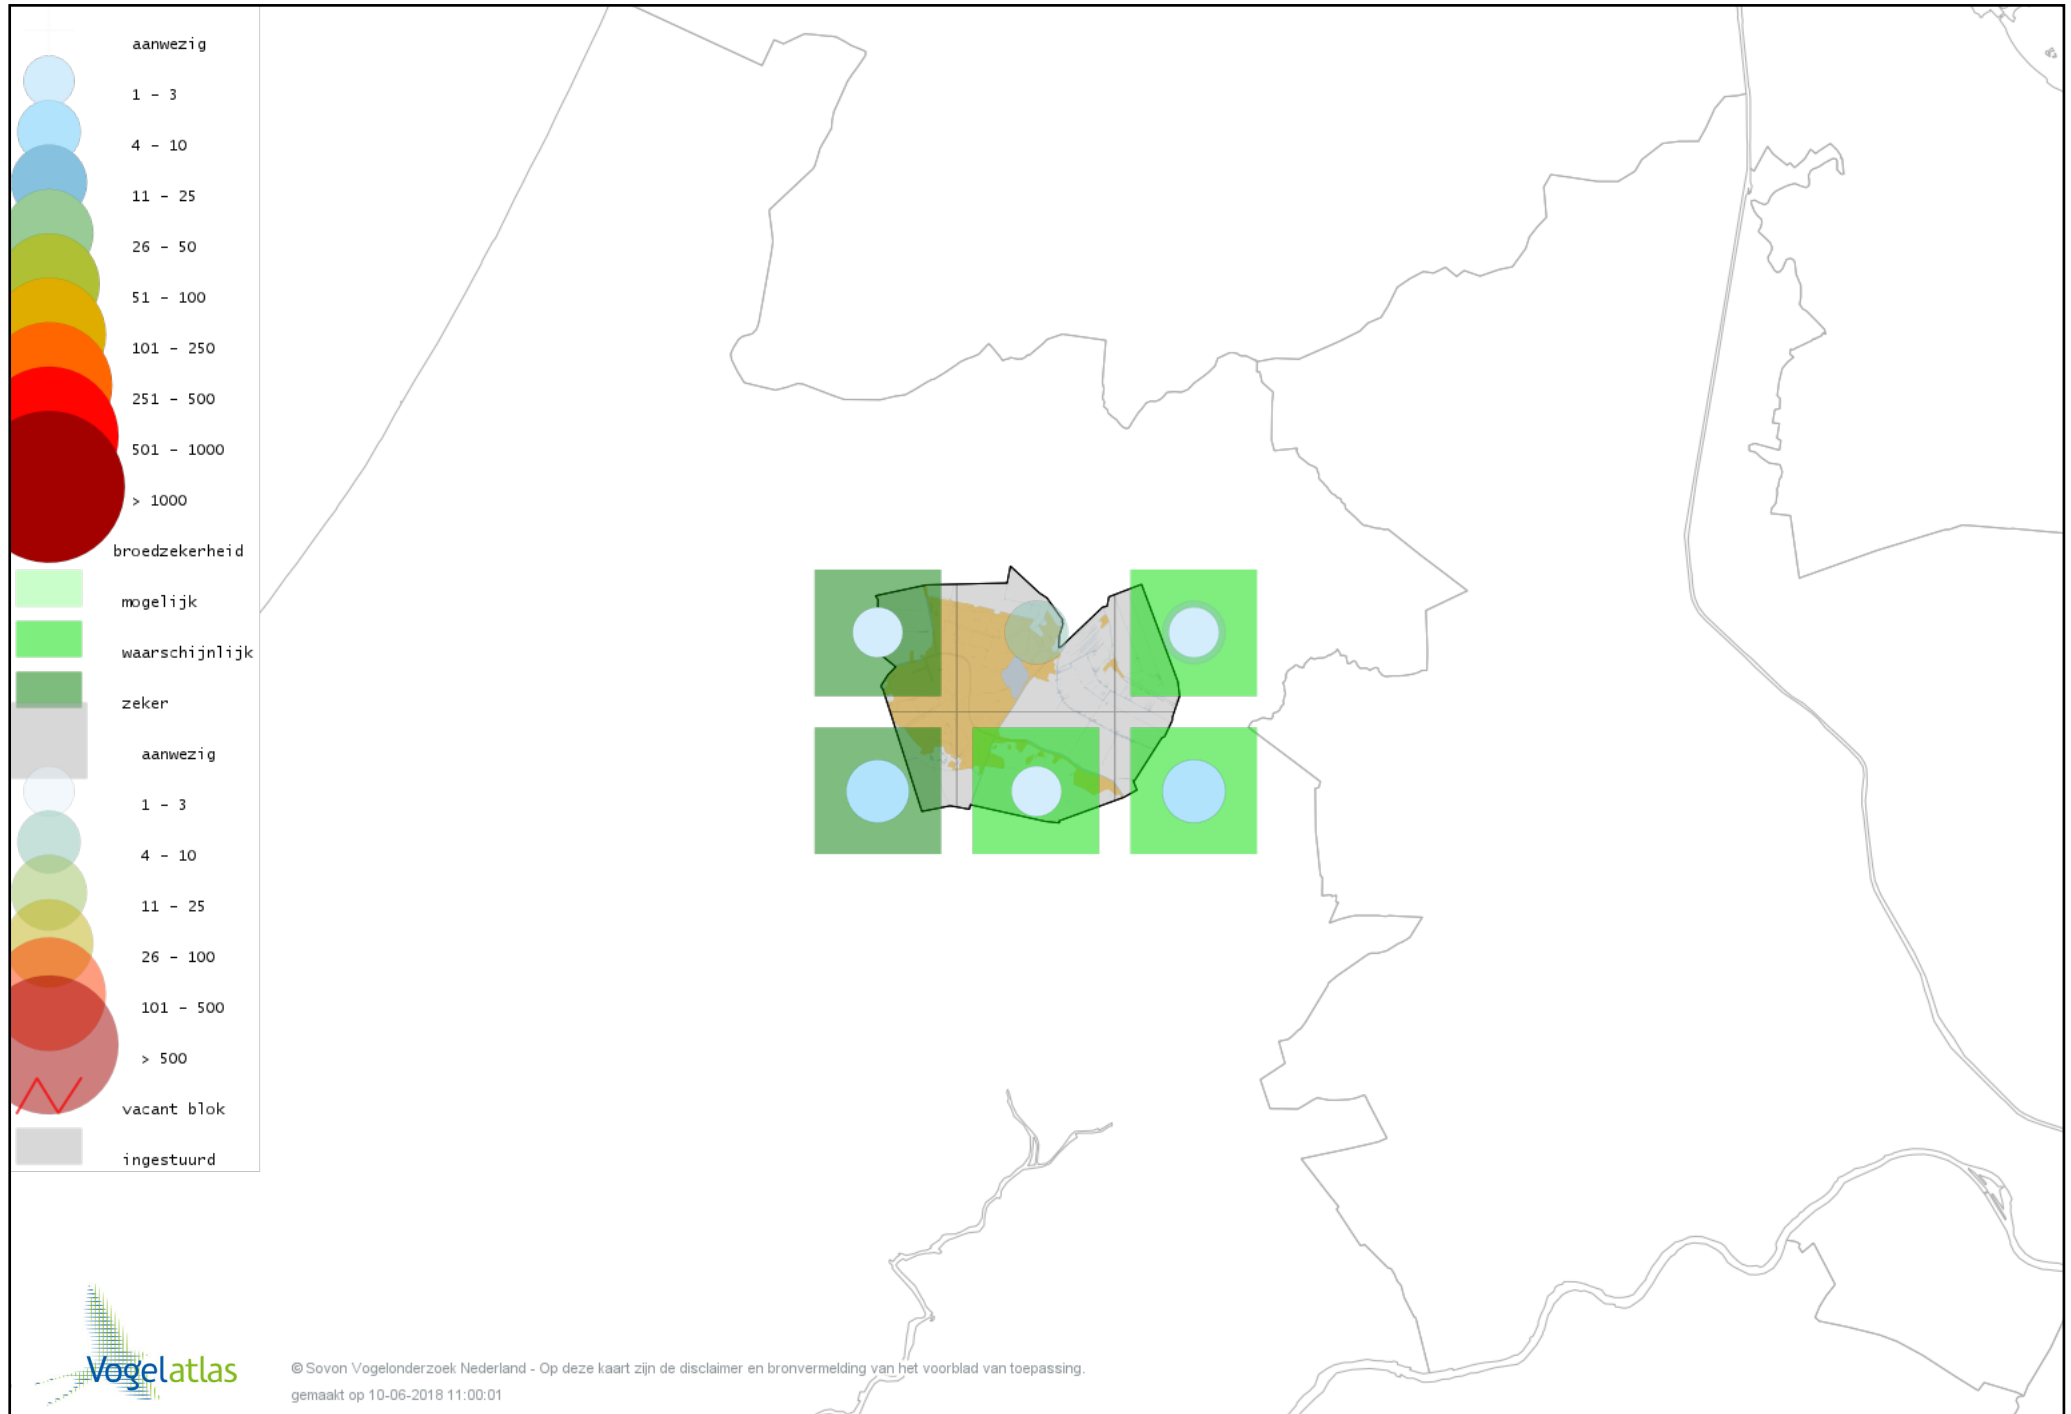 aanwezig
1 - 3
4 - 10
11 - 25
26 - 50
51 - 100
101 - 250
251 - 500
501 - 1000
> 1000
broedzekerheid
mogelijk
waarschijnlijk
zeker
aanwezig
1 - 3
4 - 10
11 - 25
26 - 100
101 - 500
> 500
vacant blok
ingestuurd
Vogelatlas
© Sovon Vogelonderzoek Nederland - Op deze kaart zijn de disclaimer en bronvermelding van het voorblad van toepassing.
gemaakt op 10-06-2018 11:00:01